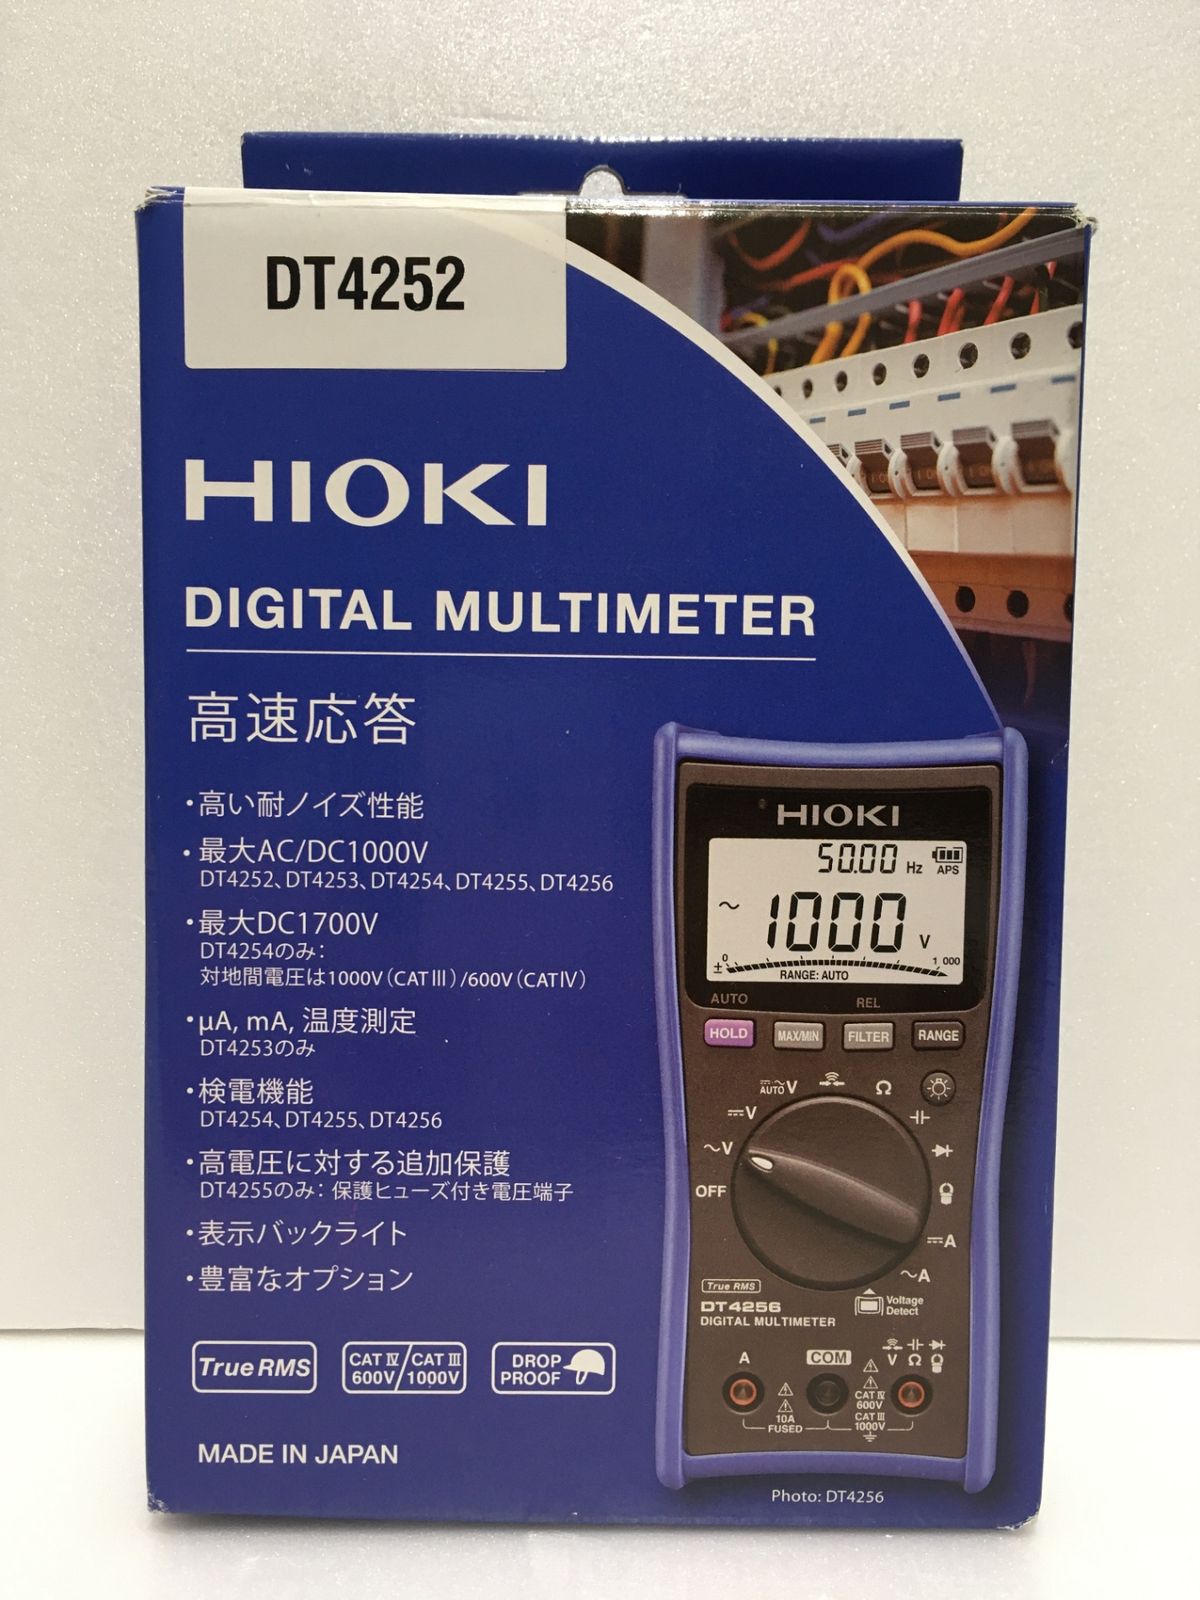 DT4252
HIOKI
DIGITAL MULTIMETER
高速応答
・高い耐ノイズ性能
・最大AC/DC1000V
DT4252、DT4253、DT4254、DT4255、DT4256
・最大DC1700V
DT4254のみ：
対地間電圧は1000V（CATⅢ）/600V（CATⅣ）
・μA, mA, 温度測定
DT4253のみ
・検電機能
DT4254、DT4255、DT4256
・高電圧に対する追加保護
DT4255のみ：保護ヒューズ付き電圧端子
・表示バックライト
・豊富なオプション
True RMS
CAT Ⅳ/CAT Ⅲ
600V/1000V
DROP
PROOF
MADE IN JAPAN
HIOKI
50.00 Hz
APS
~ 1000 V
± 0 1 000
RANGE: AUTO
AUTO REL
HOLD MAX/MIN FILTER RANGE
AUTO V Ω
V
~V
OFF
A
~A
True RMS
DT4256
DIGITAL MULTIMETER
Voltage
Detect
A COM V Ω
10A
FUSED
CAT Ⅳ
600V
CAT Ⅲ
1000V
Photo: DT4256